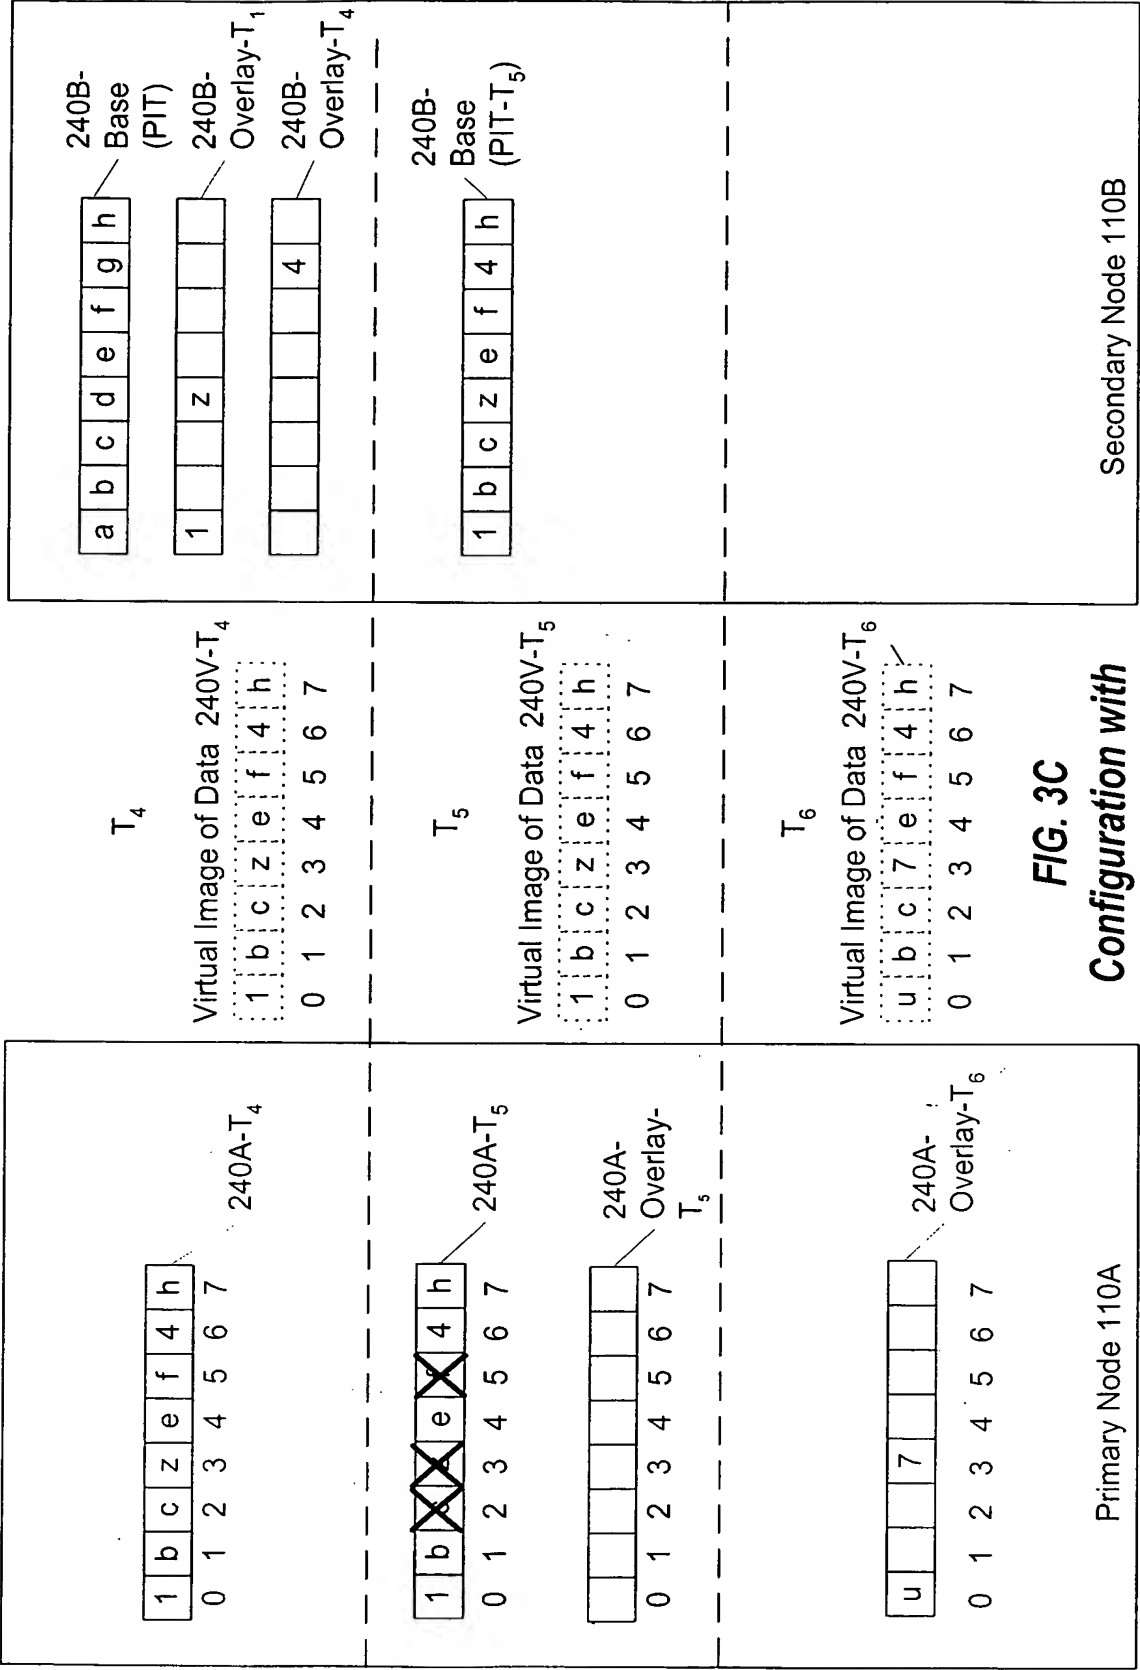 T4
1 b c z e f 4 h
0 1 2 3 4 5 6 7
240A-T4
Virtual Image of Data 240V-T4
1 b c z e f 4 h
0 1 2 3 4 5 6 7
a b c d e f g h
240B-
Base
(PIT)
1 z
240B-
Overlay-T1
4
240B-
Overlay-T4
T5
1 b e 4 h
0 1 2 3 4 5 6 7
240A-T5
0 1 2 3 4 5 6 7
240A-
Overlay-
T5
Virtual Image of Data 240V-T5
1 b c z e f 4 h
0 1 2 3 4 5 6 7
1 b c z e f 4 h
240B-
Base
(PIT-T5)
T6
u 7
0 1 2 3 4 5 6 7
240A-
Overlay-T6
Virtual Image of Data 240V-T6
u b c 7 e f 4 h
0 1 2 3 4 5 6 7
Primary Node 110A
Secondary Node 110B
FIG. 3C
Configuration with